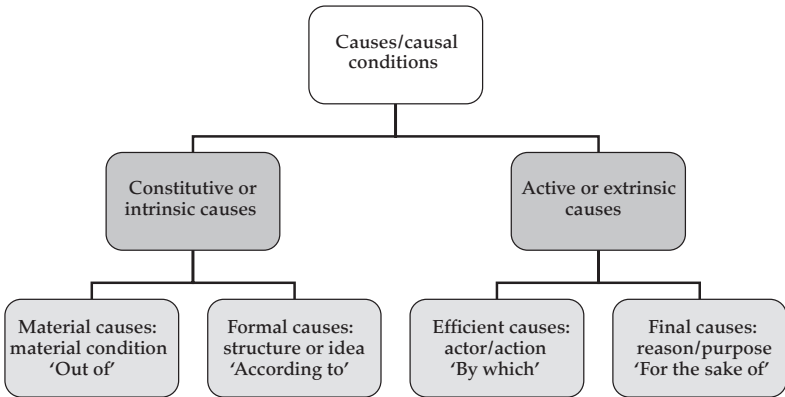 Causes/causal
conditions
Constitutive or
intrinsic causes
Active or extrinsic
causes
Material causes:
material condition
'Out of'
Formal causes:
structure or idea
'According to'
Efficient causes:
actor/action
'By which'
Final causes:
reason/purpose
'For the sake of'